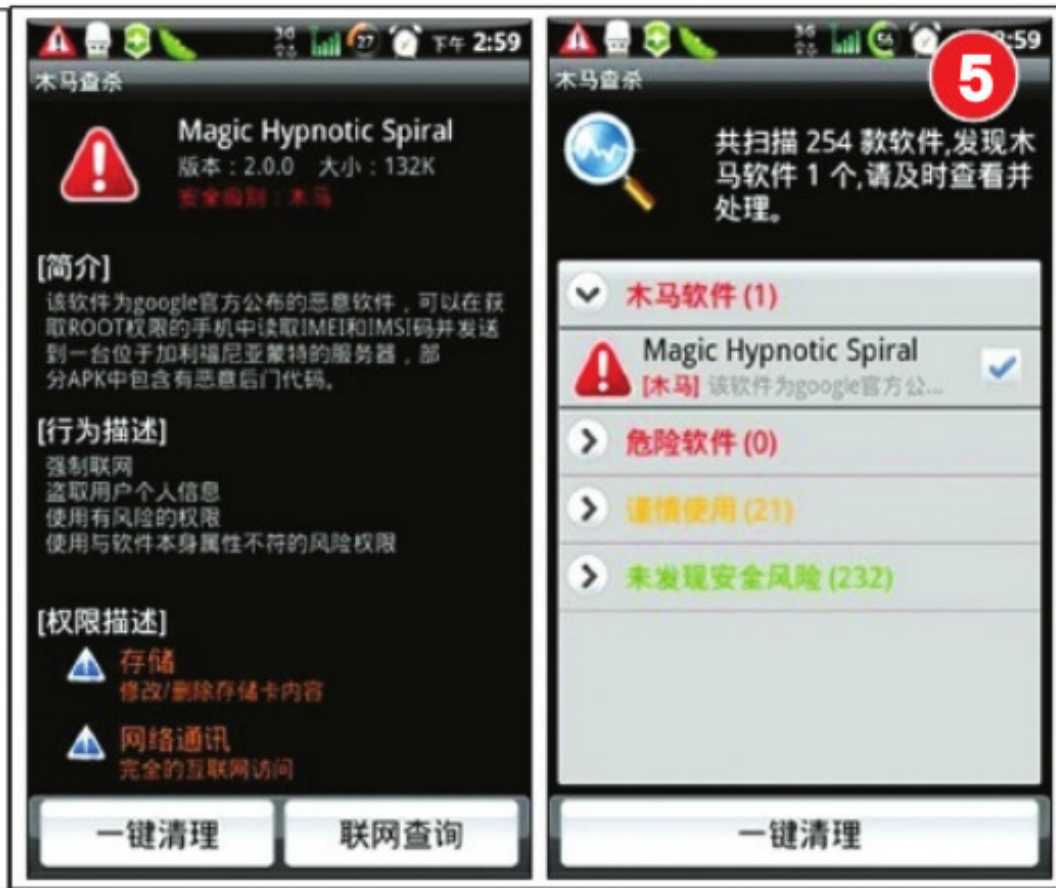 27
下午 2:59
木马查杀
Magic Hypnotic Spiral
版本：2.0.0 大小：132K
安全级别：木马
[简介]
该软件为google官方公布的恶意软件，可以在获
取ROOT权限的手机中读取IMEI和IMSI码并发送
到一台位于加利福尼亚蒙特的服务器，部
分APK中包含有恶意后门代码。
[行为描述]
强制联网
盗取用户个人信息
使用有风险的权限
使用与软件本身属性不符的风险权限
[权限描述]
存储
修改/删除存储卡内容
网络通讯
完全的互联网访问
一键清理 联网查询
:59
5
木马查杀
共扫描 254 款软件,发现木
马软件 1 个,请及时查看并
处理。
木马软件 (1)
Magic Hypnotic Spiral
[木马] 该软件为google官方公...
危险软件 (0)
谨慎使用 (21)
未发现安全风险 (232)
一键清理